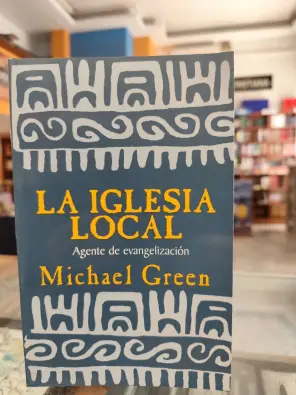 LA IGLESIA
LOCAL
Agente de evangelización
Michael Green